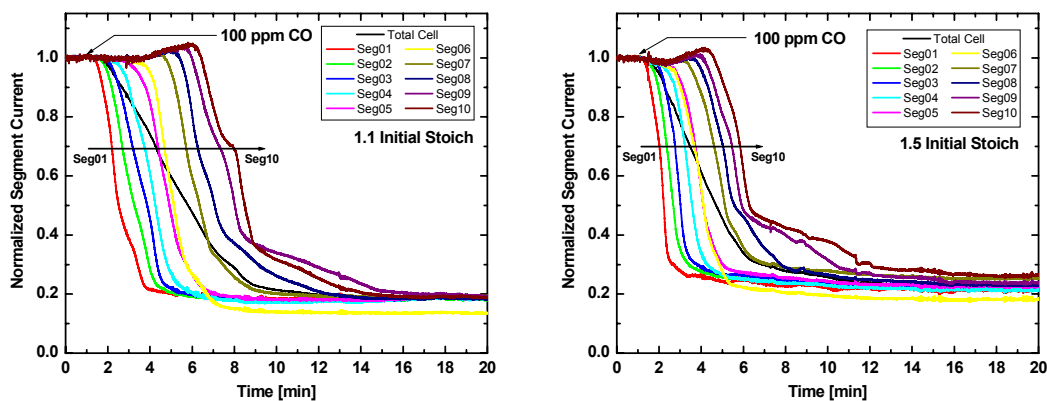 Normalized Segment Current
1.0
0.8
0.6
0.4
0.2
0.0
0 2 4 6 8 10 12 14 16 18 20
Time [min]
100 ppm CO
Total Cell
Seg01 Seg06
Seg02 Seg07
Seg03 Seg08
Seg04 Seg09
Seg05 Seg10
1.1 Initial Stoich
Seg01 Seg10
Normalized Segment Current
1.0
0.8
0.6
0.4
0.2
0.0
0 2 4 6 8 10 12 14 16 18 20
Time [min]
100 ppm CO
Total Cell
Seg01 Seg06
Seg02 Seg07
Seg03 Seg08
Seg04 Seg09
Seg05 Seg10
1.5 Initial Stoich
Seg01 Seg10